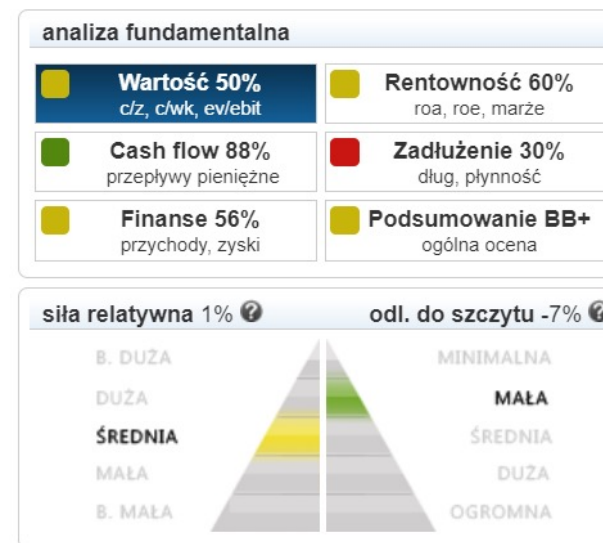 analiza fundamentalna
Wartość 50%
c/z, c/wk, ev/ebit
Rentowność 60%
roa, roe, marże
Cash flow 88%
przepływy pieniężne
Zadłużenie 30%
dług, płynność
Finanse 56%
przychody, zyski
Podsumowanie BB+
ogólna ocena
siła relatywna 1% ?
odl. do szczytu -7% ?
B. DUŻA
DUŻA
ŚREDNIA
MAŁA
B. MAŁA
MINIMALNA
MAŁA
ŚREDNIA
DUŻA
OGROMNA